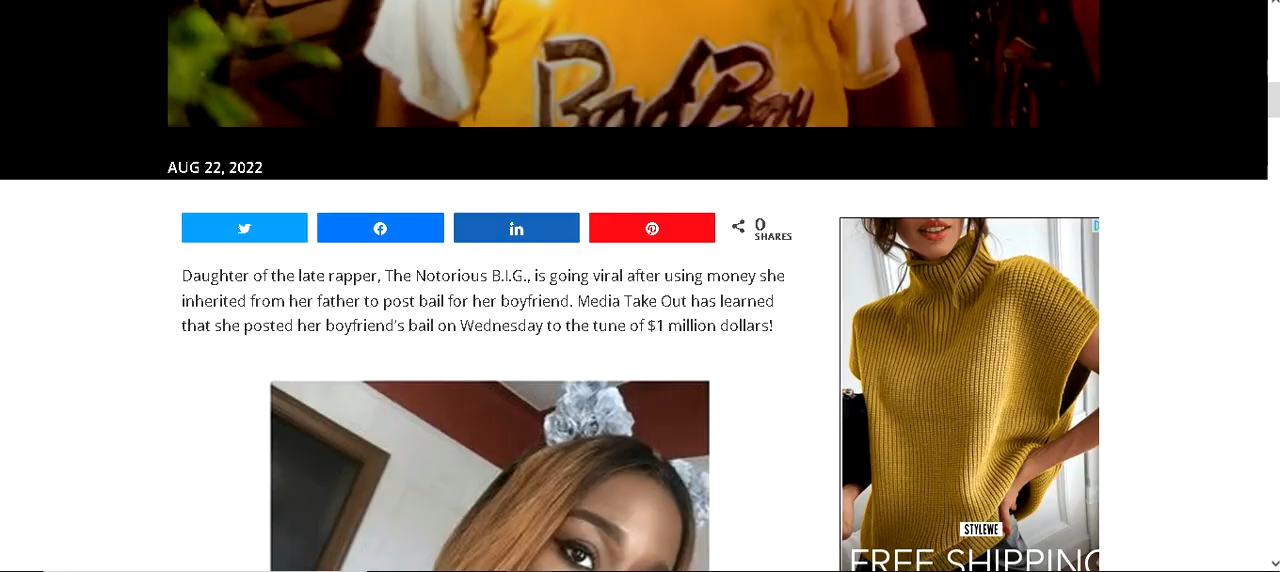 Bad Boy
AUG 22, 2022
0
SHARES
Daughter of the late rapper, The Notorious B.I.G., is going viral after using money she
inherited from her father to post bail for her boyfriend. Media Take Out has learned
that she posted her boyfriend's bail on Wednesday to the tune of $1 million dollars!
STYLEWE
FREE SHIPPING